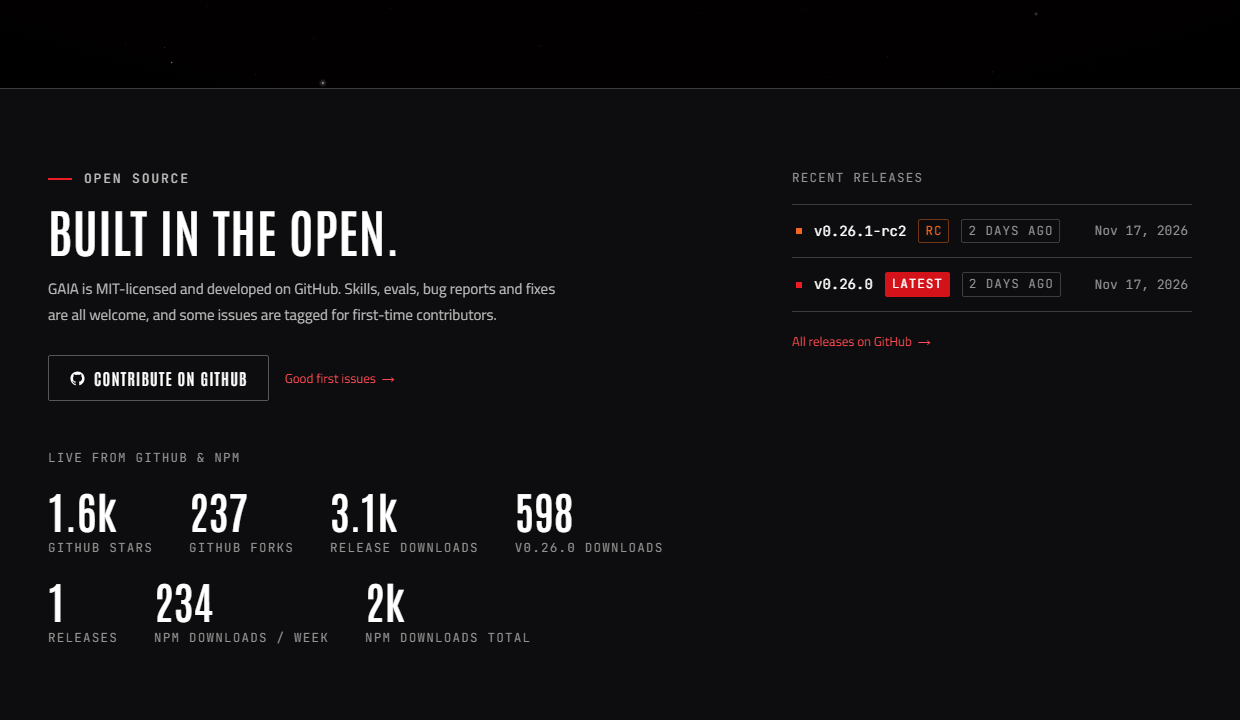 OPEN SOURCE
BUILT IN THE OPEN.
GAIA is MIT-licensed and developed on GitHub. Skills, evals, bug reports and fixes
are all welcome, and some issues are tagged for first-time contributors.
CONTRIBUTE ON GITHUB Good first issues →
LIVE FROM GITHUB & NPM
1.6k 237 3.1k 598
GITHUB STARS GITHUB FORKS RELEASE DOWNLOADS V0.26.0 DOWNLOADS
1 234 2k
RELEASES NPM DOWNLOADS / WEEK NPM DOWNLOADS TOTAL
RECENT RELEASES
v0.26.1-rc2 RC 2 DAYS AGO Nov 17, 2026
v0.26.0 LATEST 2 DAYS AGO Nov 17, 2026
All releases on GitHub →